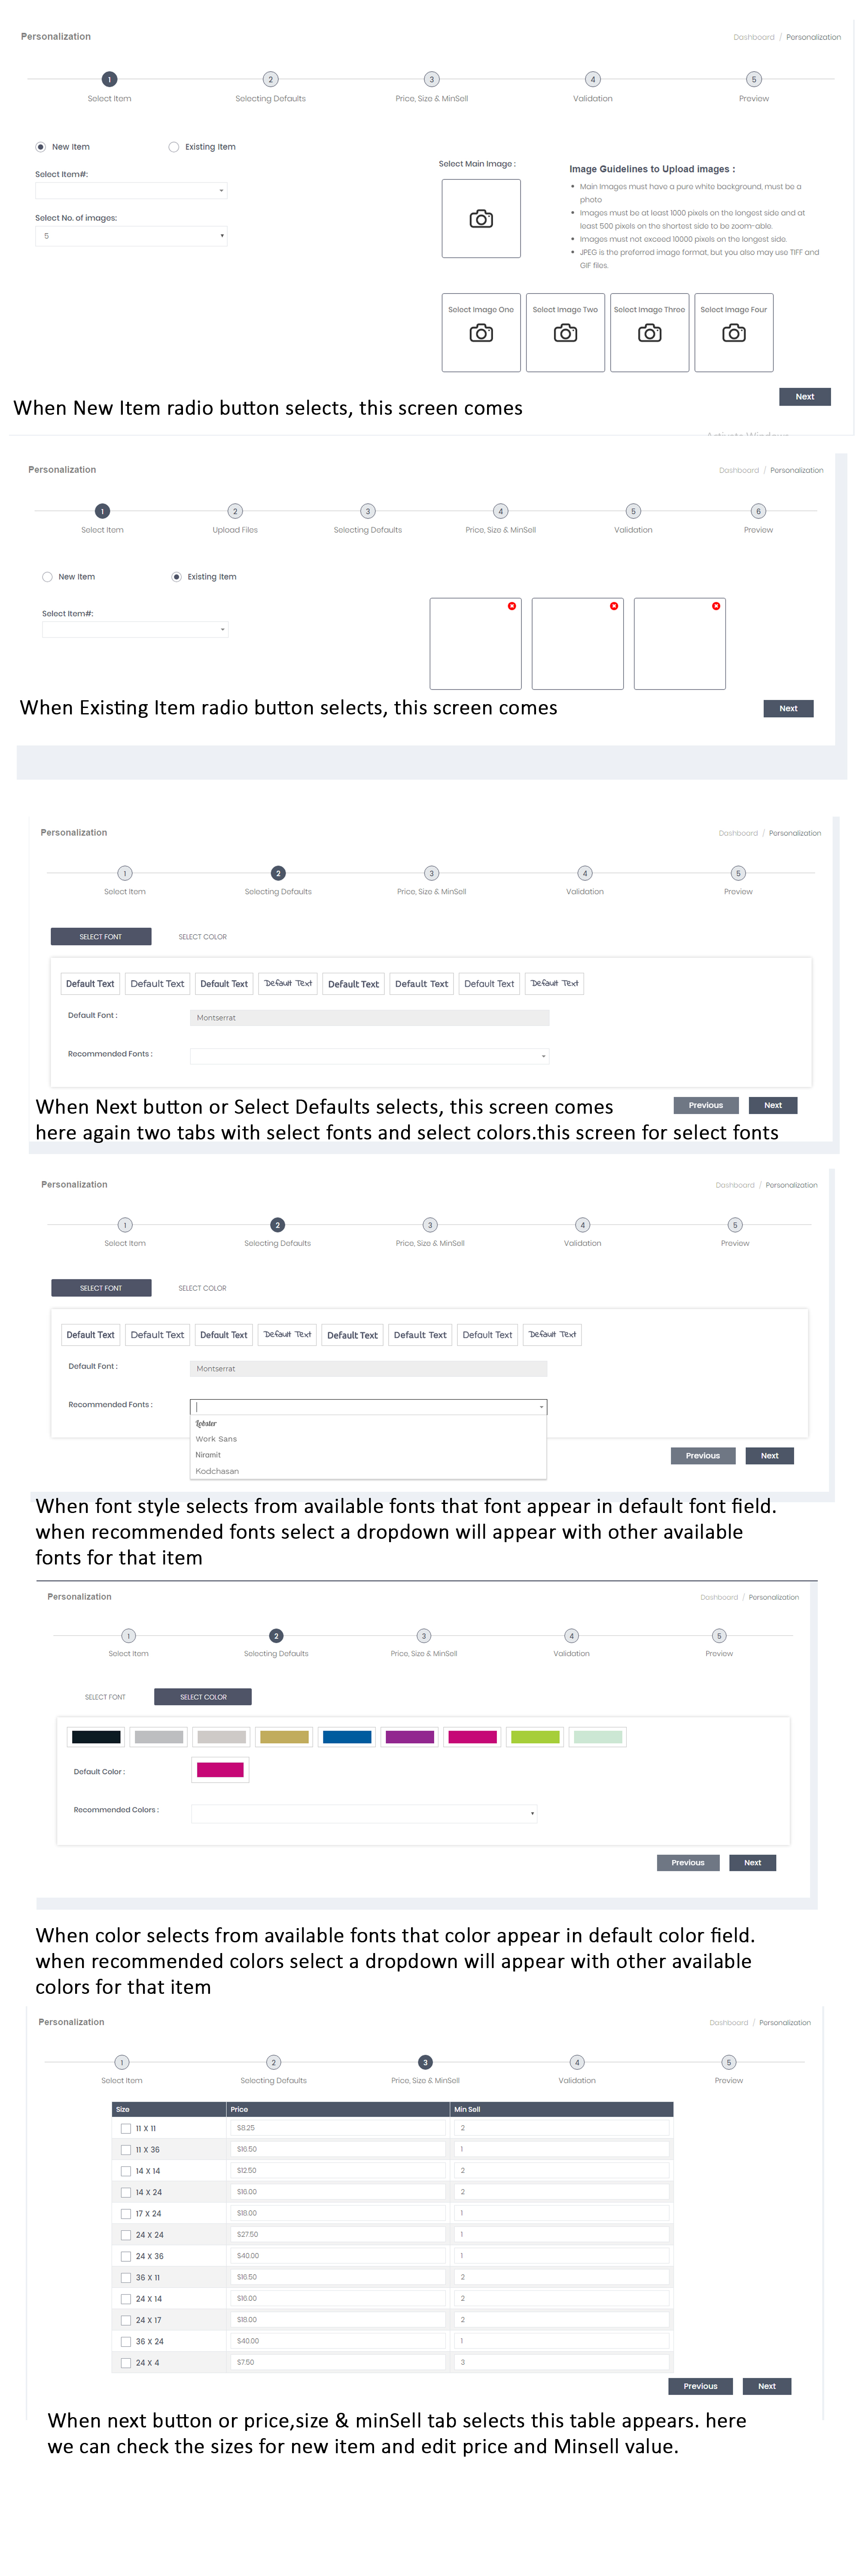 Personalization
Dashboard / Personalization
1 2 3 4 5
Select Item Selecting Defaults Price, Size & MinSell Validation Preview
New Item Existing Item
Select Main Image :
Image Guidelines to Upload images :
Select Item#:
Main Images must have a pure white background, must be a
photo
Images must be at least 1000 pixels on the longest side and at
least 500 pixels on the shortest side to be zoom-able.
Images must not exceed 10000 pixels on the longest side.
JPEG is the preferred image format, but you also may use TIFF and
GIF files.
Select No. of images:
5
Select Image One Select Image Two Select Image Three Select Image Four
Next
When New Item radio button selects, this screen comes
Activate Windows
Personalization
Dashboard / Personalization
1 2 3 4 5 6
Select Item Upload Files Selecting Defaults Price, Size & MinSell Validation Preview
New Item Existing Item
Select Item#:
When Existing Item radio button selects, this screen comes
Next
Personalization
Dashboard / Personalization
1 2 3 4 5
Select Item Selecting Defaults Price, Size & MinSell Validation Preview
SELECT FONT SELECT COLOR
Default Text Default Text Default Text Default Text Default Text Default Text Default Text Default Text
Default Font : Montserrat
Recommended Fonts :
Previous Next
When Next button or Select Defaults selects, this screen comes
here again two tabs with select fonts and select colors.this screen for select fonts
Personalization
Dashboard / Personalization
1 2 3 4 5
Select Item Selecting Defaults Price, Size & MinSell Validation Preview
SELECT FONT SELECT COLOR
Default Text Default Text Default Text Default Text Default Text Default Text Default Text Default Text
Default Font : Montserrat
Recommended Fonts :
Lobster
Work Sans
Niramit
Kodchasan
Previous Next
When font style selects from available fonts that font appear in default font field.
when recommended fonts select a dropdown will appear with other available
fonts for that item
Personalization
Dashboard / Personalization
1 2 3 4 5
Select Item Selecting Defaults Price, Size & MinSell Validation Preview
SELECT FONT SELECT COLOR
Default Color :
Recommended Colors :
Previous Next
When color selects from available fonts that color appear in default color field.
when recommended colors select a dropdown will appear with other available
colors for that item
Personalization
Dashboard / Personalization
1 2 3 4 5
Select Item Selecting Defaults Price, Size & MinSell Validation Preview
Size Price Min Sell
11 X 11 $8.25 2
11 X 36 $16.50 1
14 X 14 $12.50 2
14 X 24 $16.00 2
17 X 24 $18.00 1
24 X 24 $27.50 1
24 X 36 $40.00 1
36 X 11 $16.50 2
24 X 14 $16.00 2
24 X 17 $18.00 2
36 X 24 $40.00 1
24 X 4 $7.50 3
Previous Next
When next button or price,size & minSell tab selects this table appears. here
we can check the sizes for new item and edit price and Minsell value.